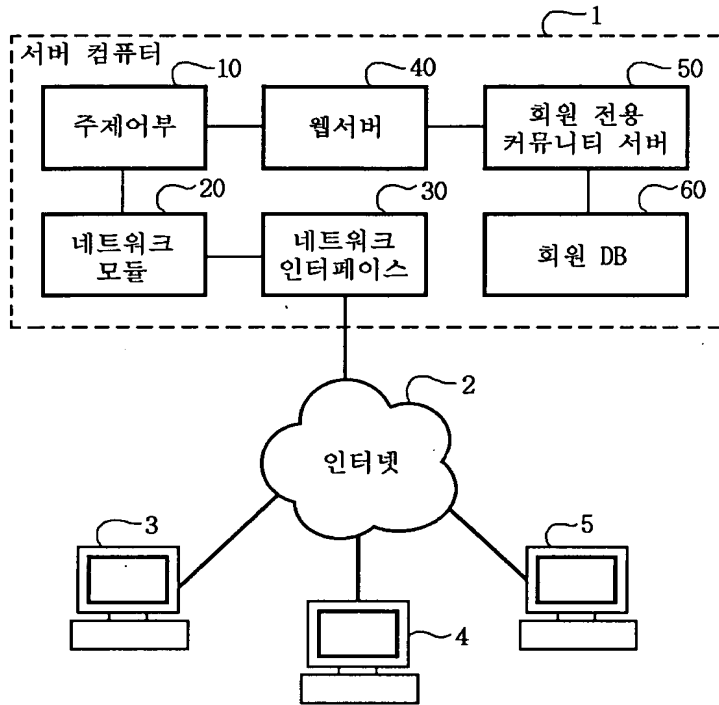 1
서버 컴퓨터
10
40
50
주제어부
웹서버
회원 전용
커뮤니티 서버
20
30
60
네트워크
모듈
네트워크
인터페이스
회원 DB
2
인터넷
3
5
4